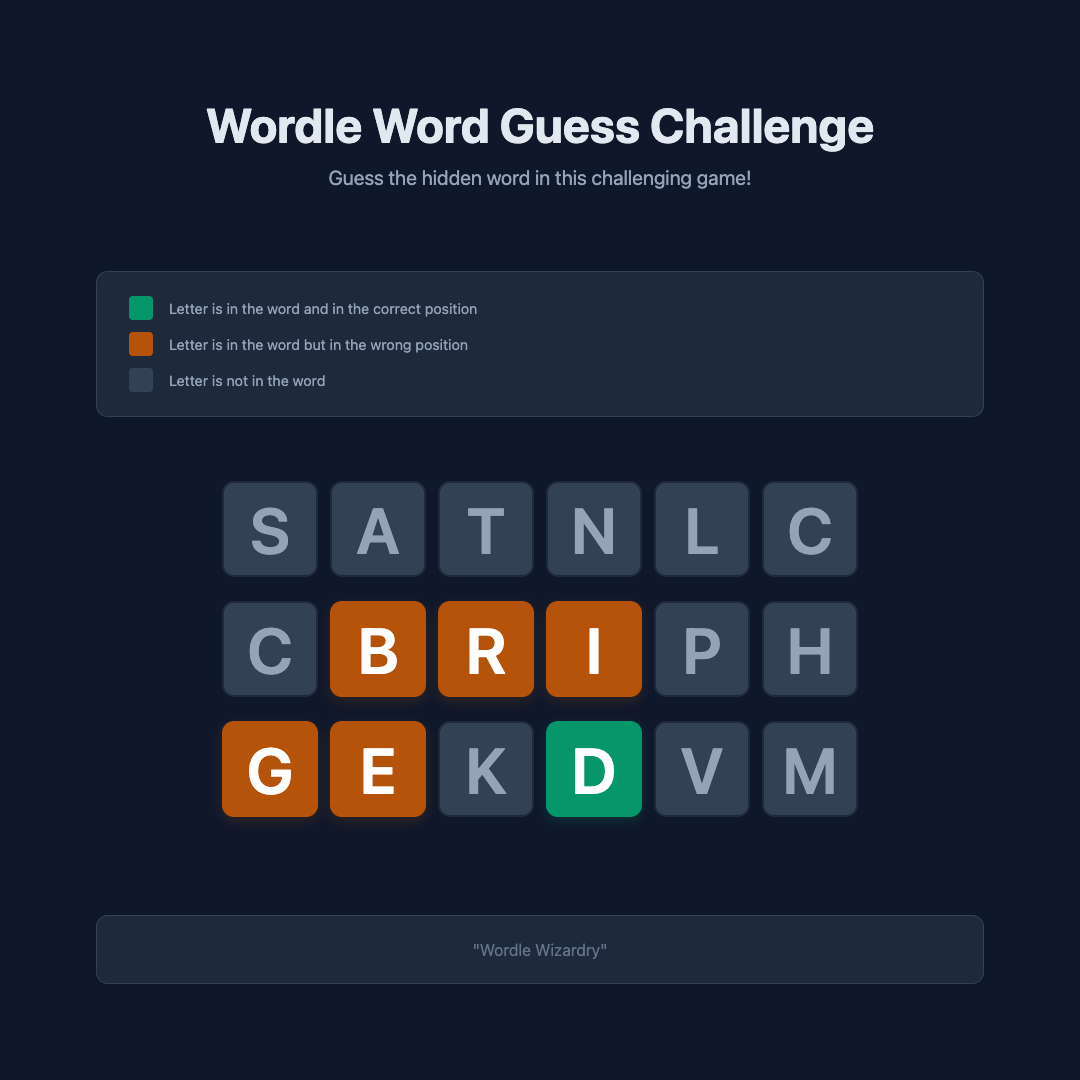 Wordle Word Guess Challenge
Guess the hidden word in this challenging game!
Letter is in the word and in the correct position
Letter is in the word but in the wrong position
Letter is not in the word
S A T N L C
C B R I P H
G E K D V M
"Wordle Wizardry"